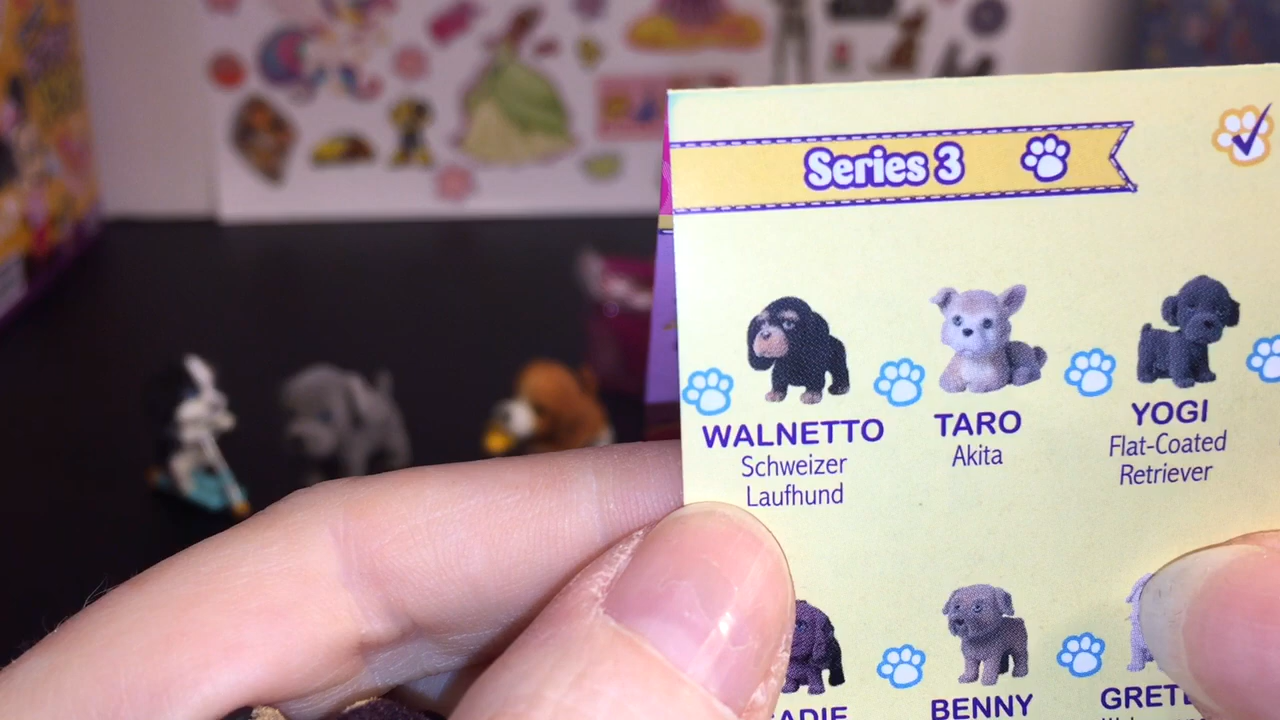 Series 3
WALNETTO
Schweizer
Laufhund
TARO
Akita
YOGI
Flat-Coated
Retriever
BENNY